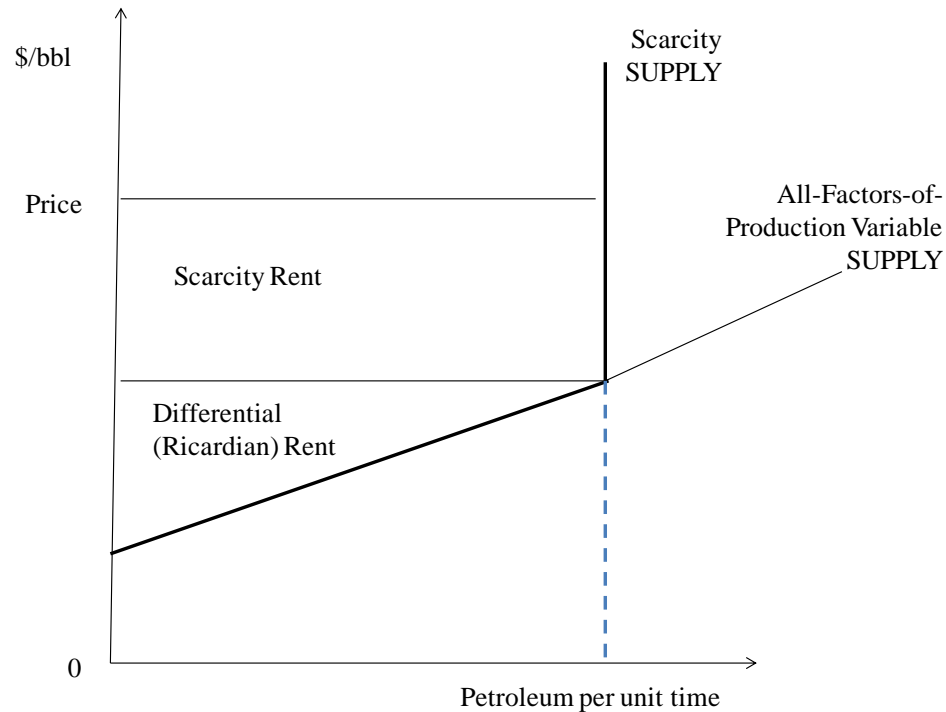 $/bbl
Scarcity
SUPPLY
Price
All-Factors-of-
Production Variable
SUPPLY
Scarcity Rent
Differential
(Ricardian) Rent
0
Petroleum per unit time